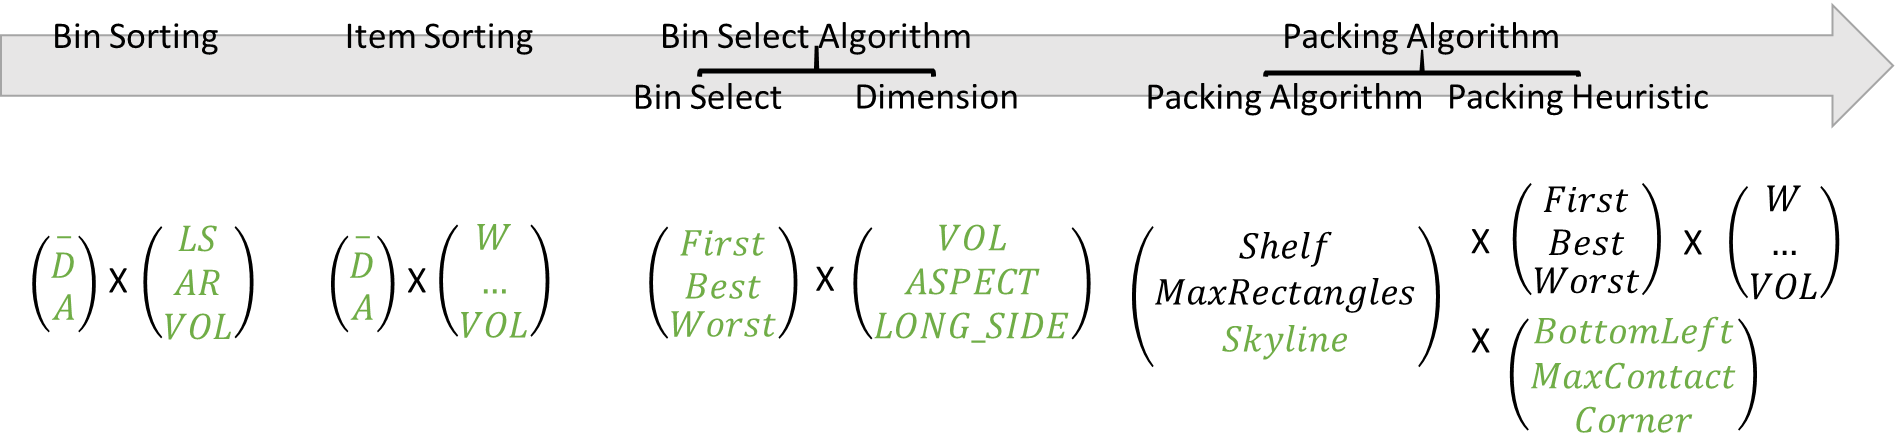 Bin Sorting Item Sorting Bin Select Algorithm Packing Algorithm
Bin Select Dimension Packing Algorithm Packing Heuristic
–
D
A
X
LS
AR
VOL
–
D
A
X
W
...
VOL
First
Best
Worst
X
VOL
ASPECT
LONG_SIDE
Shelf
MaxRectangles
Skyline
X
First
Best
Worst
X
W
...
VOL
X
BottomLeft
MaxContact
Corner